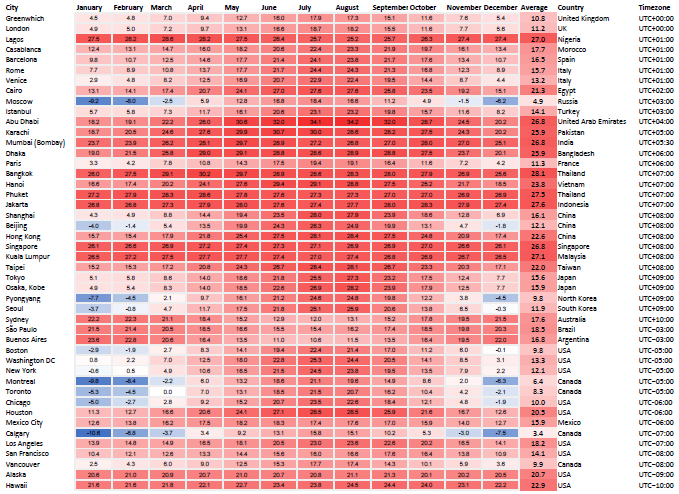 City January February March April May June July August September October November December Average Country Timezone
Greenwhich 4.5 4.8 7.0 9.4 12.7 16.0 17.9 17.3 15.1 11.6 7.6 5.4 10.8 United Kingdom UTC+00:00
London 4.9 5.0 7.2 9.7 13.1 16.6 18.7 18.2 15.5 11.6 7.7 5.6 11.2 UK UTC+00:00
Lagos 27.5 28.2 28.6 28.2 27.5 26.4 25.7 25.2 25.7 26.3 27.4 27.4 27.0 Nigeria UTC+01:00
Casablanca 12.4 13.1 14.7 16.0 18.2 20.6 22.4 23.3 21.9 19.7 16.1 13.4 17.7 Morocco UTC+01:00
Barcelona 9.8 10.7 12.5 14.6 17.7 21.4 24.1 23.8 21.7 17.6 13.4 10.7 16.5 Spain UTC+01:00
Rome 7.7 8.9 10.8 13.7 17.7 21.7 24.4 24.3 21.2 16.8 12.3 8.9 15.7 Italy UTC+01:00
Venice 2.9 4.8 8.2 12.5 16.9 20.7 22.9 22.4 19.5 14.4 8.7 4.4 13.2 Italy UTC+01:00
Cairo 13.1 14.1 17.4 20.7 24.1 27.0 27.6 27.6 25.8 23.5 19.2 15.1 21.3 Egypt UTC+02:00
Moscow -9.2 -8.0 -2.5 5.9 12.8 16.8 18.4 16.6 11.2 4.9 -1.5 -6.2 4.9 Russia UTC+03:00
Istanbul 5.7 5.8 7.3 11.7 16.1 20.6 23.1 23.2 19.8 15.7 11.6 8.2 14.1 Turkey UTC+03:00
Abu Dhabi 18.2 19.1 22.2 26.0 30.6 32.0 34.1 34.2 32.0 28.7 24.5 20.2 26.8 United Arab Emirates UTC+04:00
Karachi 18.7 20.5 24.6 27.6 29.9 30.7 30.0 28.6 28.2 27.5 24.3 20.2 25.9 Pakistan UTC+05:00
Mumbai (Bombay) 23.7 23.9 26.2 28.1 29.7 28.9 27.2 26.8 27.0 28.0 27.0 25.1 26.8 India UTC+05:30
Dhaka 19.0 21.5 25.8 29.0 29.1 28.8 28.6 28.9 28.8 27.5 23.7 20.1 25.9 Bangladesh UTC+06:00
Paris 3.3 4.2 7.8 10.8 14.3 17.5 19.4 19.1 16.4 11.6 7.2 4.2 11.3 France UTC+06:00
Bangkok 26.0 27.5 29.1 30.2 29.7 28.9 28.6 28.3 28.0 27.9 26.9 25.6 28.1 Thailand UTC+07:00
Hanoi 16.6 17.4 20.2 24.1 27.6 29.4 29.1 28.8 27.5 25.2 21.7 18.5 23.8 Vietnam UTC+07:00
Phuket 27.2 27.9 28.3 28.6 27.8 27.6 27.3 27.3 27.0 27.0 26.9 26.9 27.5 Thailand UTC+07:00
Jakarta 26.8 26.8 27.3 27.9 28.0 27.6 27.4 27.7 28.0 28.3 27.9 27.4 27.6 Indonesia UTC+07:00
Shanghai 4.3 4.9 8.8 14.4 19.4 23.5 28.0 27.9 23.9 18.6 12.8 6.9 16.1 China UTC+08:00
Beijing -4.0 -1.4 5.4 13.5 19.9 24.3 26.3 24.9 19.9 13.1 4.7 -1.8 12.1 China UTC+08:00
Hong Kong 15.7 15.4 17.9 21.8 25.4 27.5 28.1 28.4 27.5 24.8 20.9 17.4 22.6 China UTC+08:00
Singapore 26.1 26.6 26.9 27.2 27.4 27.3 27.1 26.9 26.9 27.0 26.6 26.1 26.8 Singapore UTC+08:00
Kuala Lumpur 26.5 27.2 27.5 27.7 27.7 27.4 27.0 27.4 26.8 26.9 26.7 26.5 27.1 Malaysia UTC+08:00
Taipei 15.2 15.3 17.2 20.8 24.3 26.7 28.4 28.1 26.7 23.3 20.3 17.1 22.0 Taiwan UTC+08:00
Tokyo 5.1 5.8 8.6 14.0 18.6 21.8 25.5 27.3 23.2 17.5 12.4 7.7 15.6 Japan UTC+09:00
Osaka, Kobe 4.9 5.4 8.3 14.0 18.5 22.6 26.9 28.2 23.9 17.9 12.5 7.7 15.9 Japan UTC+09:00
Pyongyang -7.7 -4.5 2.1 9.7 16.1 21.2 24.6 24.8 19.8 12.2 3.8 -4.5 9.8 North Korea UTC+09:00
Seoul -3.7 -0.8 4.7 11.5 17.5 21.8 25.1 25.9 20.6 13.8 6.5 -0.3 11.9 South Korea UTC+09:00
Sydney 22.2 22.3 21.1 18.4 15.2 12.9 12.0 13.1 15.2 17.8 19.5 21.5 17.6 Australia UTC+10:00
São Paulo 21.5 21.4 20.5 18.5 16.6 15.5 15.4 16.2 17.4 18.5 19.8 20.3 18.5 Brazil UTC−03:00
Buenos Aires 23.6 22.8 20.6 16.4 13.5 11.0 10.6 11.5 13.5 16.4 19.5 22.0 16.8 Argentina UTC−03:00
Boston -2.9 -1.9 2.7 8.3 14.1 19.4 22.4 21.4 17.0 11.2 6.0 -0.1 9.8 USA UTC−05:00
Washington DC 0.8 2.2 7.0 12.5 18.0 22.8 25.3 24.4 20.5 14.1 8.5 3.1 13.3 USA UTC−05:00
New York -0.6 0.5 4.9 10.6 16.5 21.5 24.5 23.8 19.5 13.5 7.9 2.2 12.1 USA UTC−05:00
Montreal -9.8 -8.4 -2.2 6.0 13.2 18.6 21.1 19.6 14.9 8.6 2.0 -6.3 6.4 Canada UTC−05:00
Toronto -5.3 -4.5 0.0 7.0 13.1 18.5 21.5 20.7 16.2 10.4 4.2 -2.1 8.3 Canada UTC−05:00
Chicago -5.0 -2.7 2.8 9.2 15.2 20.7 23.5 22.6 18.4 12.1 4.8 -1.9 10.0 USA UTC−06:00
Houston 11.3 12.7 16.6 20.6 24.1 27.1 28.5 28.5 25.9 21.6 16.7 12.6 20.5 USA UTC−06:00
Mexico City 12.6 13.8 16.2 17.5 18.2 18.3 17.4 17.6 17.0 15.9 14.0 12.7 15.9 Mexico UTC−06:00
Calgary -10.6 -6.8 -3.7 3.4 9.2 13.1 15.8 15.1 10.2 5.3 -3.0 -7.5 3.4 Canada UTC−07:00
Los Angeles 13.9 14.8 14.9 16.5 18.1 20.5 23.0 23.6 22.6 20.2 16.5 14.1 18.2 USA UTC−07:00
San Francisco 10.4 12.1 12.6 13.3 14.4 15.6 16.0 16.6 17.6 16.4 13.8 10.9 14.1 USA UTC−08:00
Vancouver 2.5 4.3 6.0 9.0 12.5 15.3 17.7 17.4 14.3 10.1 5.9 3.6 9.9 Canada UTC−08:00
Alaska 20.6 21.0 20.9 20.7 21.0 20.7 20.8 21.1 21.3 20.1 20.2 20.5 20.7 USA UTC−09:00
Hawaii 21.6 21.6 21.8 22.1 22.7 23.4 23.8 24.5 24.4 24.0 23.1 22.2 22.9 USA UTC−10:00